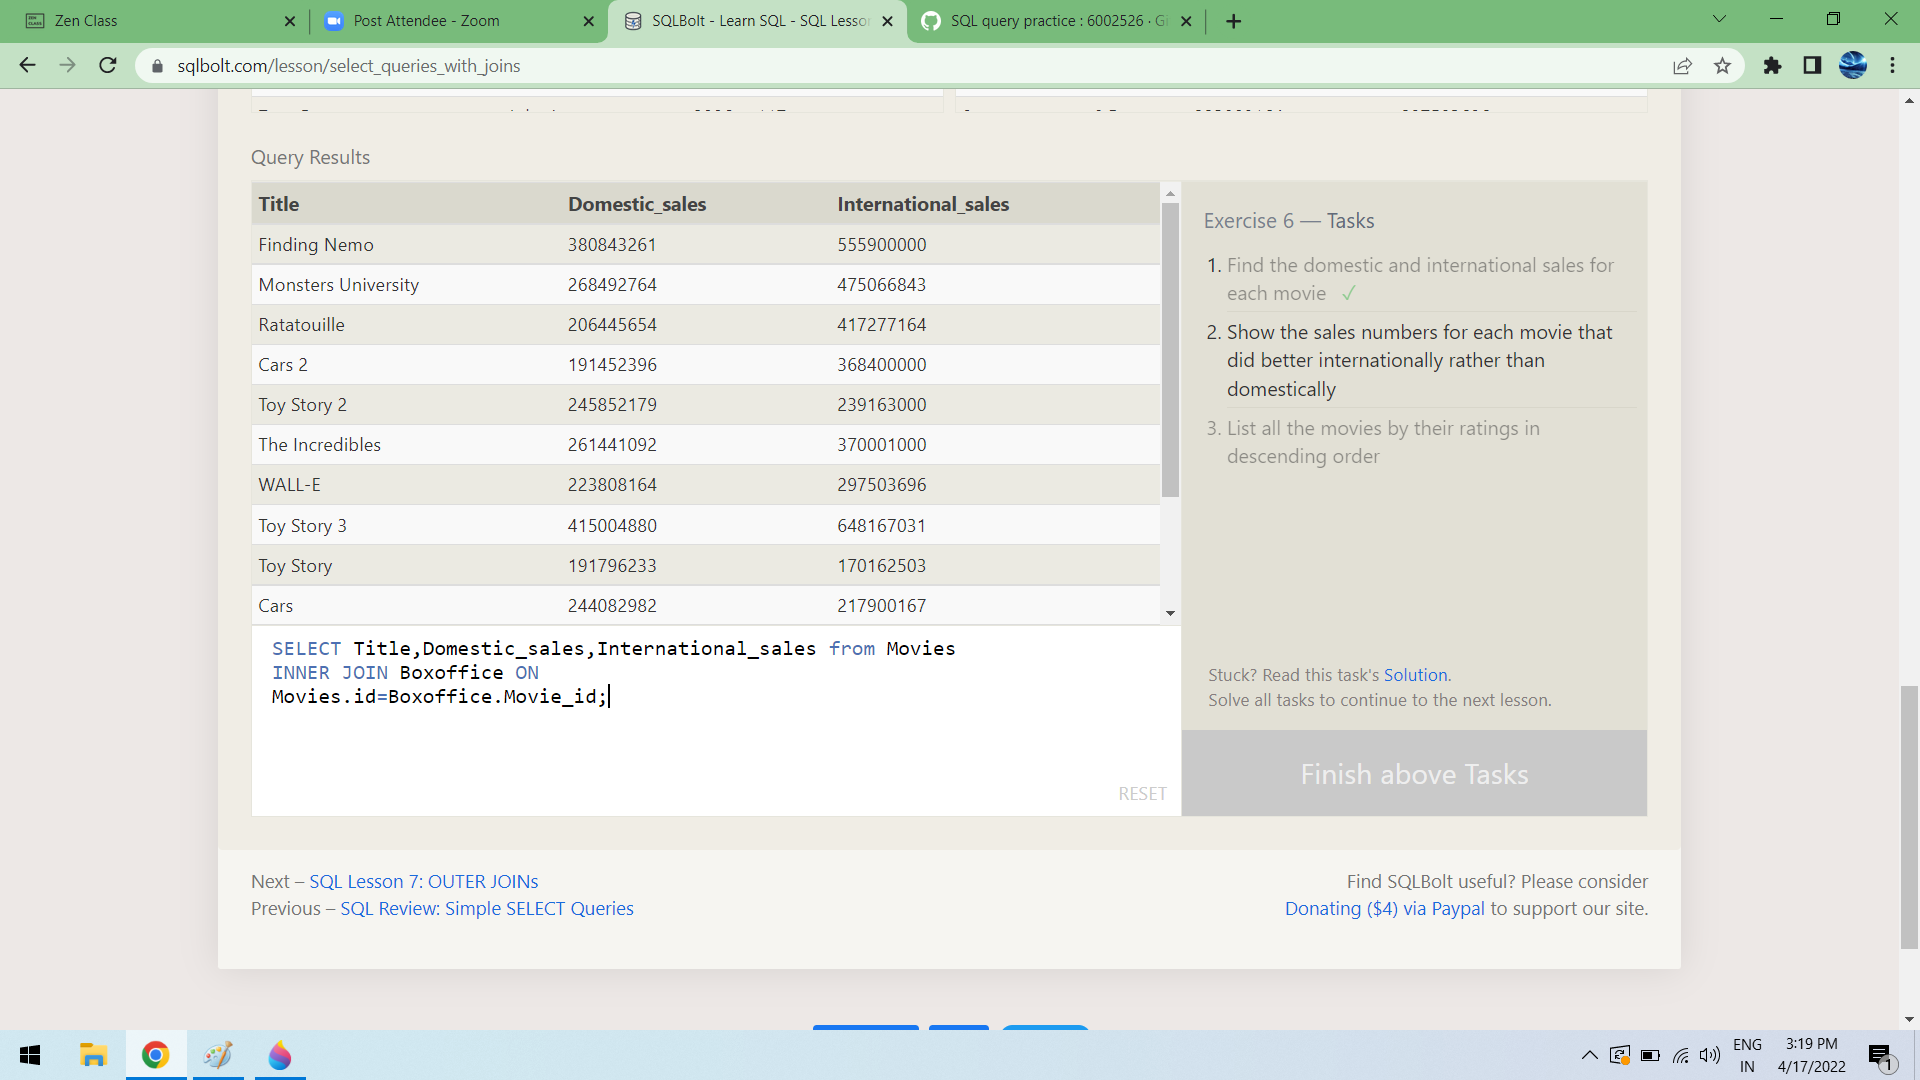 Zen Class
Post Attendee - Zoom
SQLBolt - Learn SQL - SQL Lesson
SQL query practice : 6002526 · Gi
sqlbolt.com/lesson/select_queries_with_joins
Query Results
Title Domestic_sales International_sales
Finding Nemo 380843261 555900000
Monsters University 268492764 475066843
Ratatouille 206445654 417277164
Cars 2 191452396 368400000
Toy Story 2 245852179 239163000
The Incredibles 261441092 370001000
WALL-E 223808164 297503696
Toy Story 3 415004880 648167031
Toy Story 191796233 170162503
Cars 244082982 217900167
SELECT Title,Domestic_sales,International_sales from Movies
INNER JOIN Boxoffice ON
Movies.id=Boxoffice.Movie_id;
RESET
Exercise 6 — Tasks
1. Find the domestic and international sales for
each movie ✓
2. Show the sales numbers for each movie that
did better internationally rather than
domestically
3. List all the movies by their ratings in
descending order
Stuck? Read this task's Solution.
Solve all tasks to continue to the next lesson.
Finish above Tasks
Next – SQL Lesson 7: OUTER JOINs
Previous – SQL Review: Simple SELECT Queries
Find SQLBolt useful? Please consider
Donating ($4) via Paypal to support our site.
ENG
IN
3:19 PM
4/17/2022
1